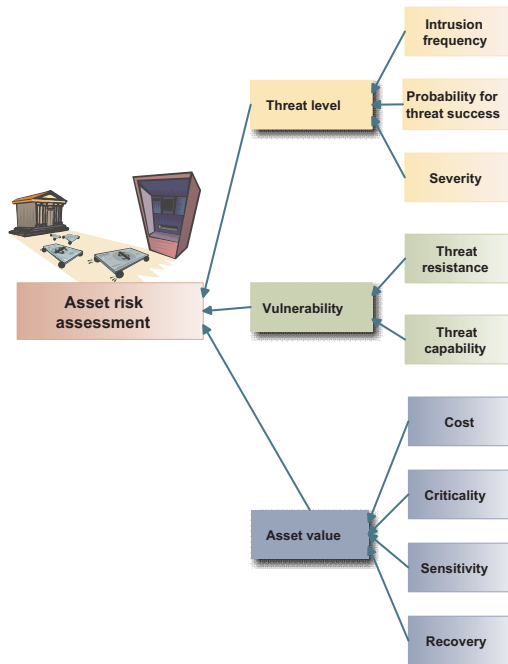 Intrusion
frequency
Threat level
Probability for
threat success
Severity
Asset risk
assessment
Vulnerability
Threat
resistance
Threat
capability
Cost
Criticality
Asset value
Sensitivity
Recovery